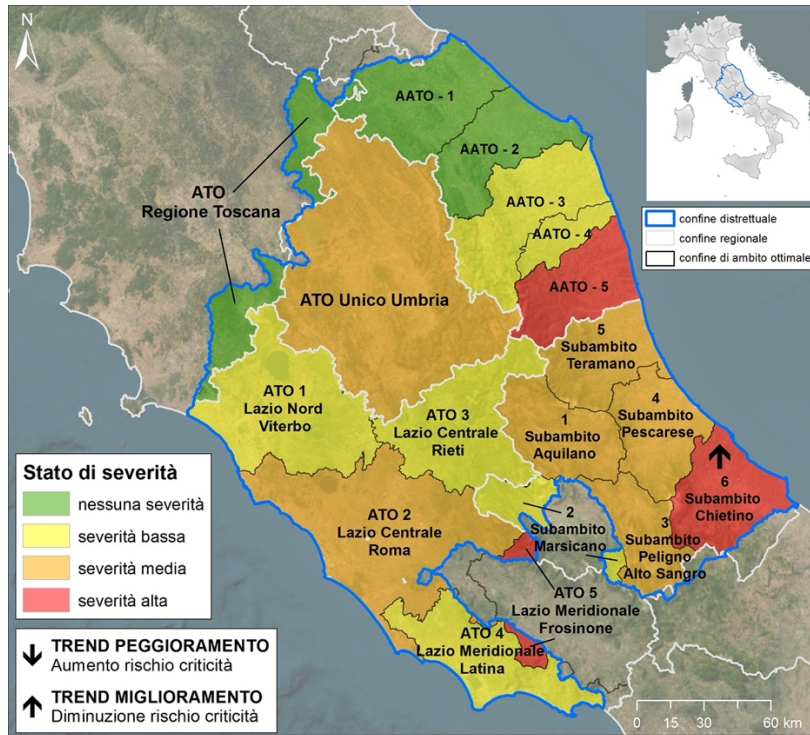 N
AATO - 1
AATO - 2
ATO
Regione Toscana
AATO - 3
AATO - 4
AATO - 5
ATO Unico Umbria
5
Subambito
Teramano
4
Subambito
Pescarese
ATO 1
Lazio Nord
Viterbo
ATO 3
Lazio Centrale
Rieti
1
Subambito
Aquilano
6
Subambito
Chietino
2
Subambito
Marsicano
3
Subambito
Peligno
Alto Sangro
ATO 2
Lazio Centrale
Roma
ATO 5
Lazio Meridionale
Frosinone
ATO 4
Lazio Meridionale
Latina
confine distrettuale
confine regionale
confine di ambito ottimale
Stato di severità
nessuna severità
severità bassa
severità media
severità alta
TREND PEGGIORAMENTO
Aumento rischio criticità
TREND MIGLIORAMENTO
Diminuzione rischio criticità
0 15 30 60 km